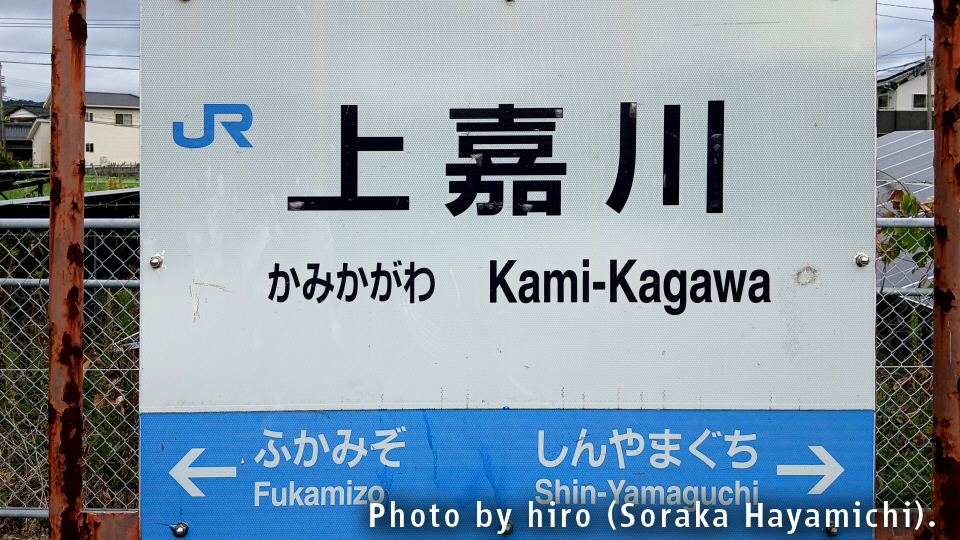 JR
上嘉川
かみかがわ Kami-Kagawa
← ふかみぞ しんやまぐち →
Fukamizo Shin-Yamaguchi
Photo by hiro (Soraka Hayamichi).